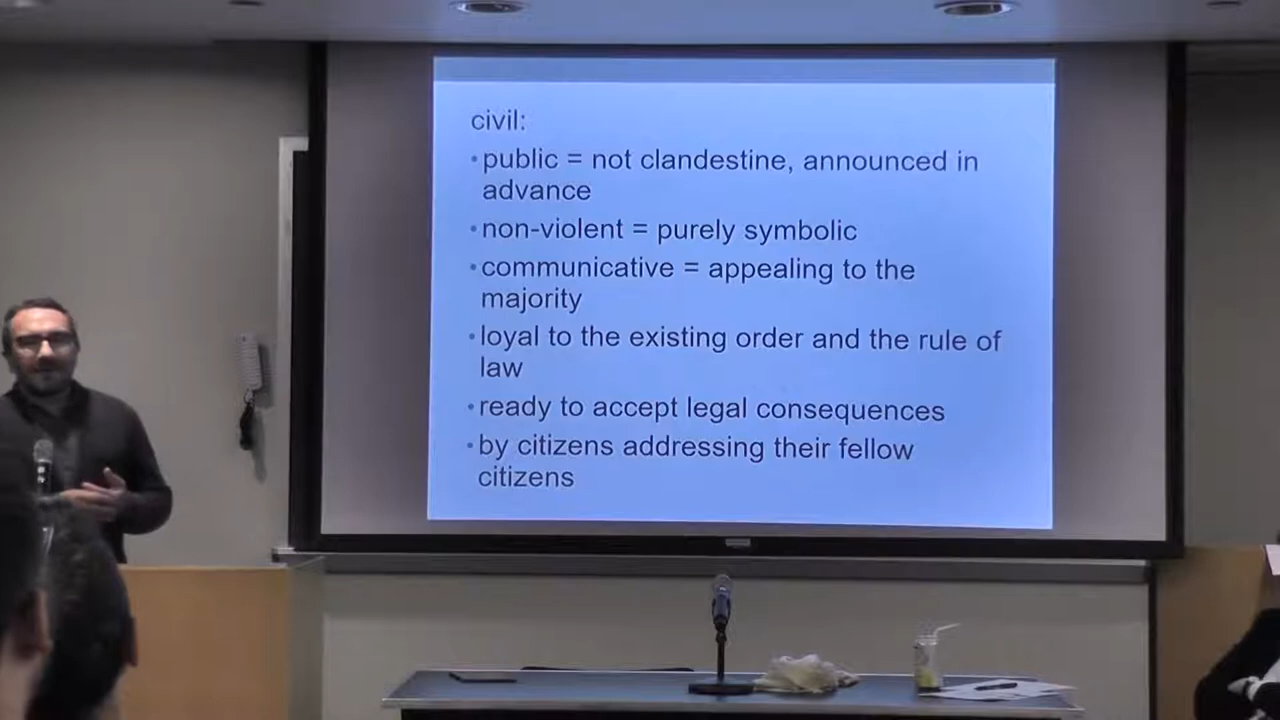 civil:
•public = not clandestine, announced in
advance
•non-violent = purely symbolic
•communicative = appealing to the
majority
•loyal to the existing order and the rule of
law
•ready to accept legal consequences
•by citizens addressing their fellow
citizens